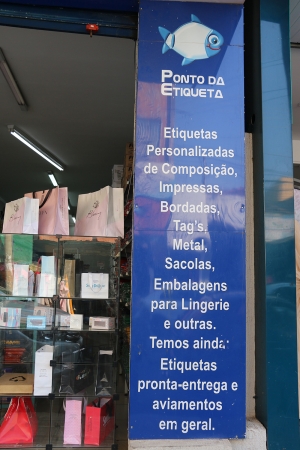 Ponto da
Etiqueta
Etiquetas
Personalizadas
de Composição,
Impressas,
Bordadas,
Tag's,
Metal,
Sacolas,
Embalagens
para Lingerie
e outras.
Temos ainda:
Etiquetas
pronta-entrega e
aviamentos
em geral.